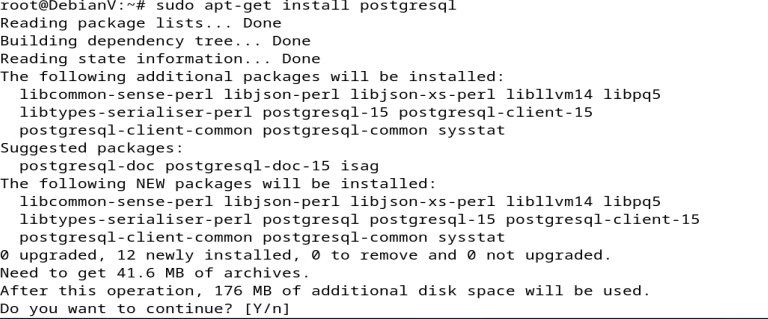 root@DebianV:~# sudo apt-get install postgresql
Reading package lists... Done
Building dependency tree... Done
Reading state information... Done
The following additional packages will be installed:
  libcommon-sense-perl libjson-perl libjson-xs-perl libllvm14 libpq5
  libtypes-serialiser-perl postgresql-15 postgresql-client-15
  postgresql-client-common postgresql-common sysstat
Suggested packages:
  postgresql-doc postgresql-doc-15 isag
The following NEW packages will be installed:
  libcommon-sense-perl libjson-perl libjson-xs-perl libllvm14 libpq5
  libtypes-serialiser-perl postgresql postgresql-15 postgresql-client-15
  postgresql-client-common postgresql-common sysstat
0 upgraded, 12 newly installed, 0 to remove and 0 not upgraded.
Need to get 41.6 MB of archives.
After this operation, 176 MB of additional disk space will be used.
Do you want to continue? [Y/n]